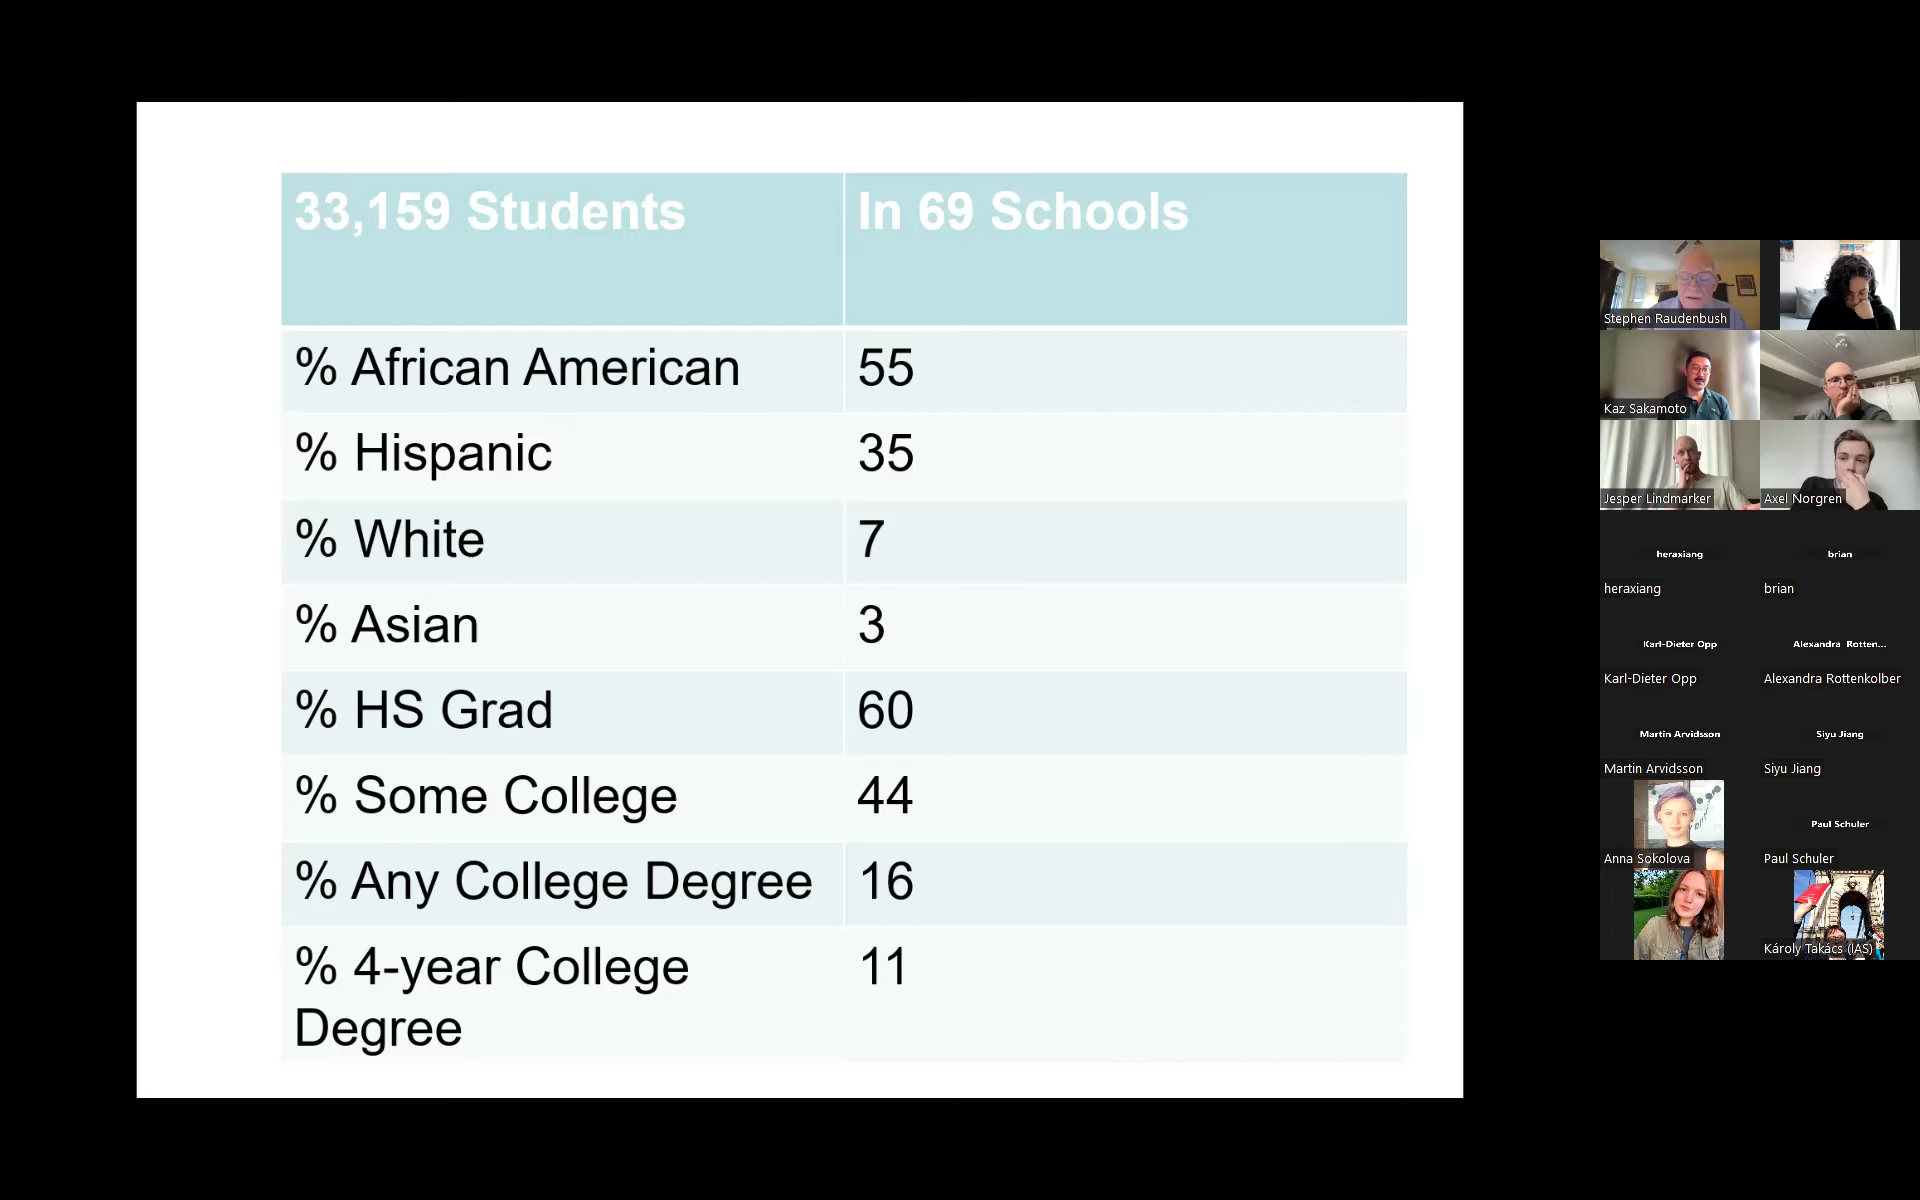 33,159 Students
In 69 Schools
% African American
55
% Hispanic
35
% White
7
% Asian
3
% HS Grad
60
% Some College
44
% Any College Degree
16
% 4-year College
Degree
11
Stephen Raudenbush
Kaz Sakamoto
Jesper Lindmarker
Axel Norgren
heraxiang
brian
heraxiang
brian
Karl-Dieter Opp
Alexandra Rotten...
Karl-Dieter Opp
Alexandra Rottenkolber
Martin Arvidsson
Siyu Jiang
Martin Arvidsson
Siyu Jiang
Paul Schuler
Anna Sokolova
Paul Schuler
Károly Takács (IAS)